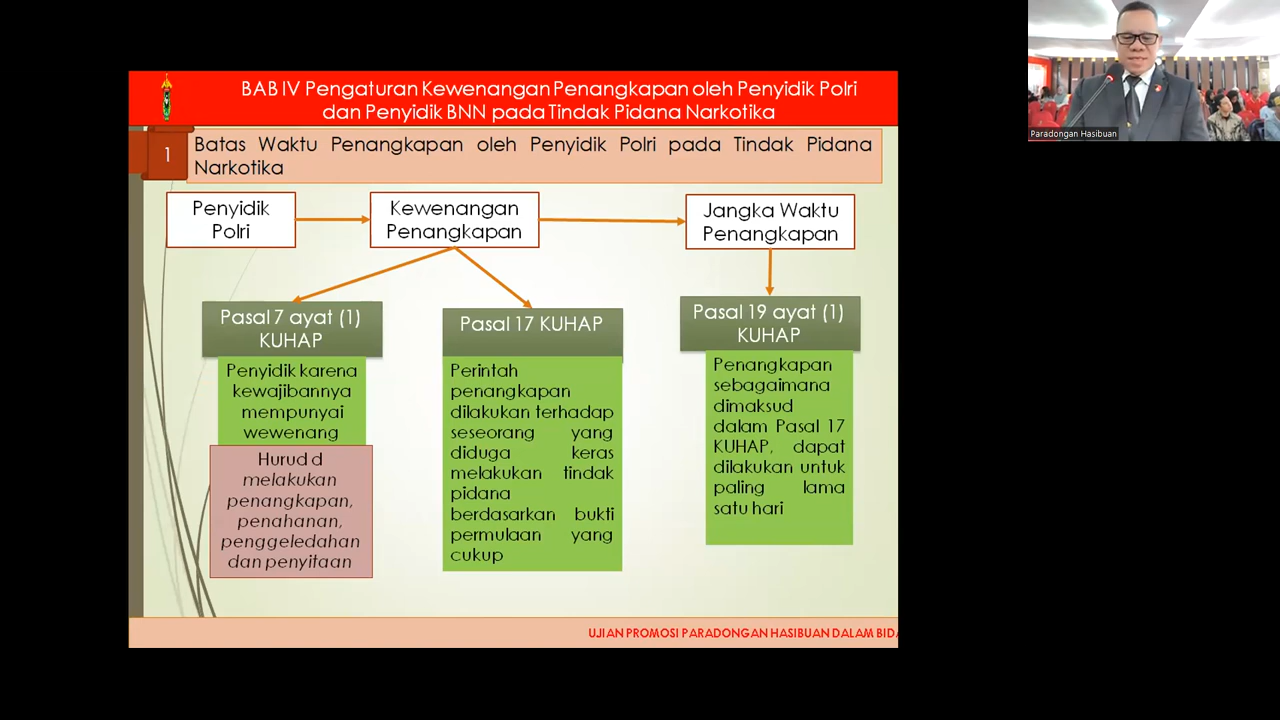 BAB IV Pengaturan Kewenangan Penangkapan oleh Penyidik Polri
dan Penyidik BNN pada Tindak Pidana Narkotika
1
Batas Waktu Penangkapan oleh Penyidik Polri pada Tindak Pidana
Narkotika
Penyidik
Polri
Kewenangan
Penangkapan
Jangka Waktu
Penangkapan
Pasal 7 ayat (1)
KUHAP
Penyidik karena
kewajibannya
mempunyai
wewenang
Hurud d
melakukan
penangkapan,
penahanan,
penggeledahan
dan penyitaan
Pasal 17 KUHAP
Perintah
penangkapan
dilakukan terhadap
seseorang yang
diduga keras
melakukan tindak
pidana
berdasarkan bukti
permulaan yang
cukup
Pasal 19 ayat (1)
KUHAP
Penangkapan
sebagaimana
dimaksud
dalam Pasal 17
KUHAP, dapat
dilakukan untuk
paling lama
satu hari
UJIAN PROMOSI PARADONGAN HASIBUAN DALAM BIDA
Paradongan Hasibuan